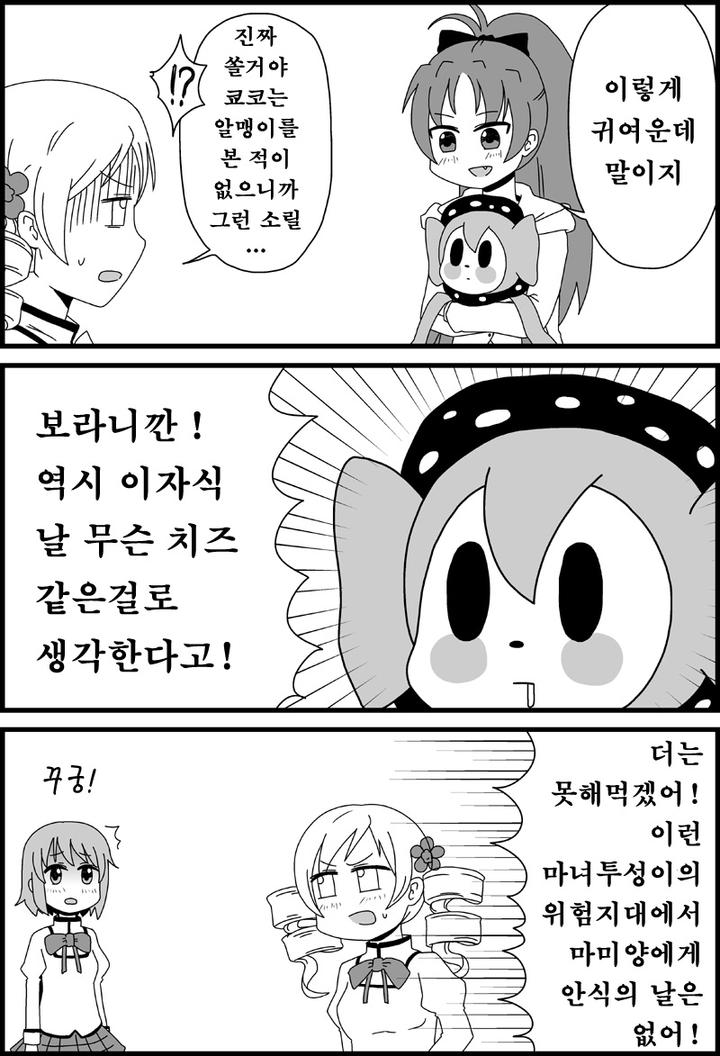 이렇게
귀여운데
말이지
!?
진짜
쏠거야
쿄코는
알맹이를
본 적이
없으니까
그런 소릴
...
보라니깐!
역시 이자식
날 무슨 치즈
같은걸로
생각한다고!
더는
못해먹겠어!
이런
마녀투성이의
위험지대에서
마미양에게
안식의 날은
없어!
꾸궁!